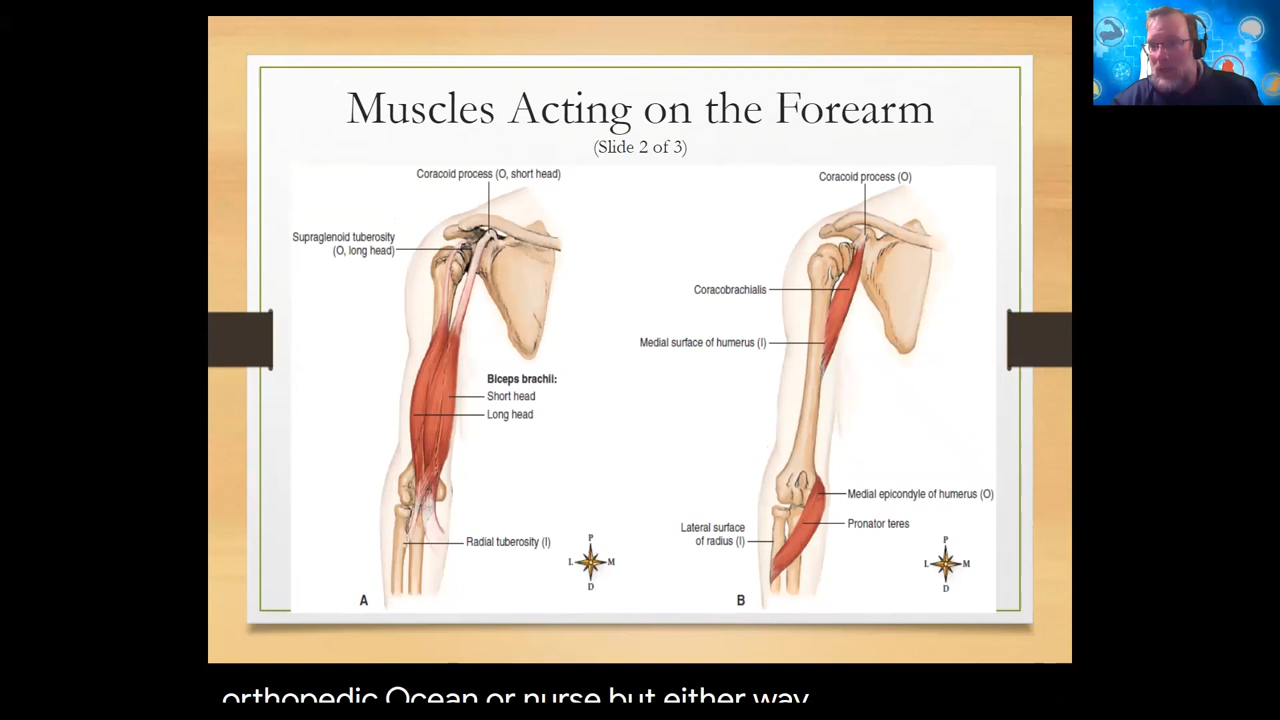 Muscles Acting on the Forearm
(Slide 2 of 3)
Coracoid process (O, short head)
Supraglenoid tuberosity
(O, long head)
Biceps brachii:
Short head
Long head
Radial tuberosity (I)
P
L M
D
A
Coracoid process (O)
Coracobrachialis
Medial surface of humerus (I)
Medial epicondyle of humerus (O)
Pronator teres
Lateral surface
of radius (I)
P
L M
D
B
orthopedic Ocean or nurse but either way